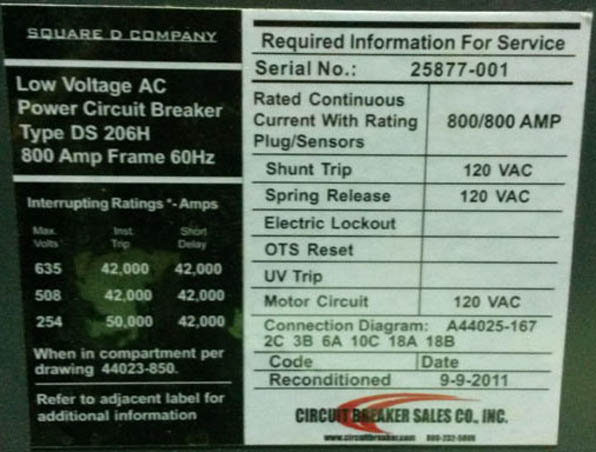 SQUARE D COMPANY
Low Voltage AC
Power Circuit Breaker
Type DS 206H
800 Amp Frame 60Hz
Interrupting Ratings *- Amps
Max. Volts Inst. Trip Short Delay
635 42,000 42,000
508 42,000 42,000
254 50,000 42,000
When in compartment per
drawing 44023-850.
Refer to adjacent label for
additional information
Required Information For Service
Serial No.: 25877-001
Rated Continuous
Current With Rating 800/800 AMP
Plug/Sensors
Shunt Trip 120 VAC
Spring Release 120 VAC
Electric Lockout
OTS Reset
UV Trip
Motor Circuit 120 VAC
Connection Diagram: A44025-167
2C 3B 6A 10C 18A 18B
Code Date
Reconditioned 9-9-2011
CIRCUIT BREAKER SALES CO., INC.
www.circuitbreaker.com